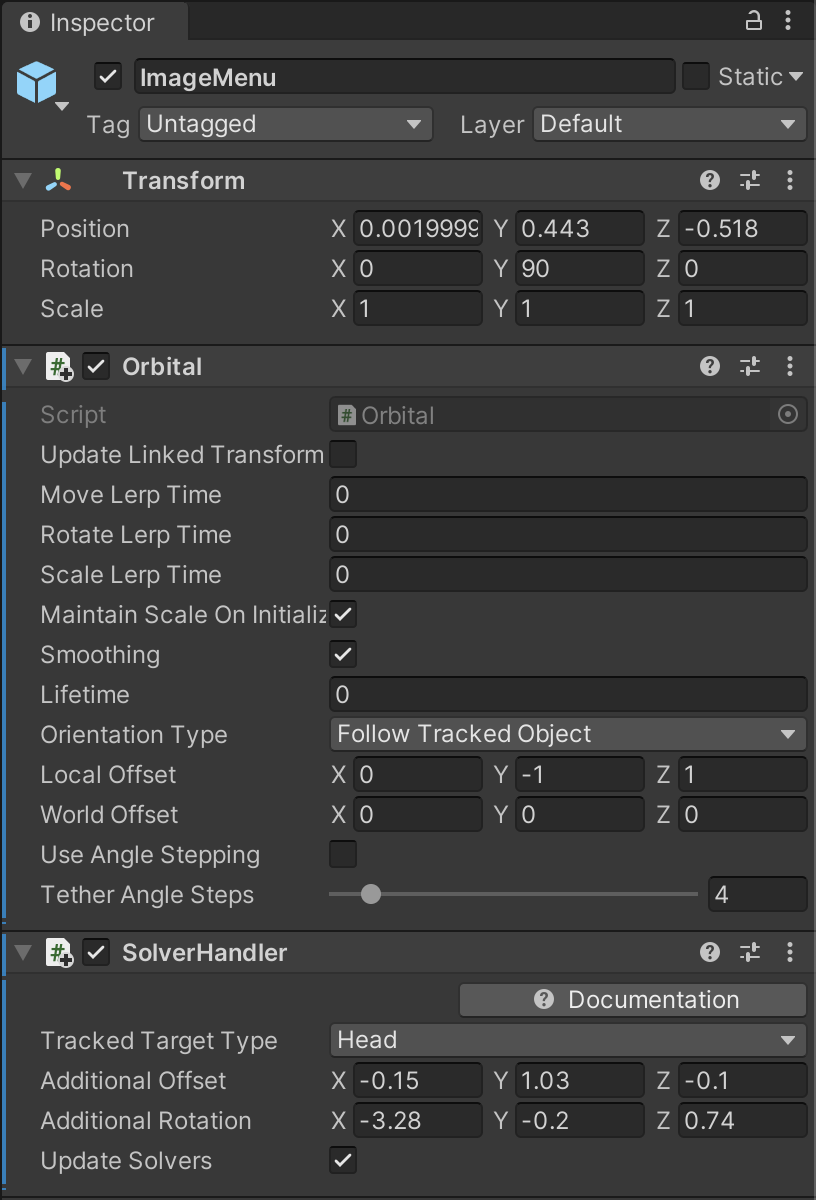 Inspector
ImageMenu Static
Tag Untagged Layer Default
Transform
Position X 0.0019999 Y 0.443 Z -0.518
Rotation X 0 Y 90 Z 0
Scale X 1 Y 1 Z 1
# Orbital
Script # Orbital
Update Linked Transform
Move Lerp Time 0
Rotate Lerp Time 0
Scale Lerp Time 0
Maintain Scale On Initializ
Smoothing
Lifetime 0
Orientation Type Follow Tracked Object
Local Offset X 0 Y -1 Z 1
World Offset X 0 Y 0 Z 0
Use Angle Stepping
Tether Angle Steps 4
# SolverHandler
Documentation
Tracked Target Type Head
Additional Offset X -0.15 Y 1.03 Z -0.1
Additional Rotation X -3.28 Y -0.2 Z 0.74
Update Solvers